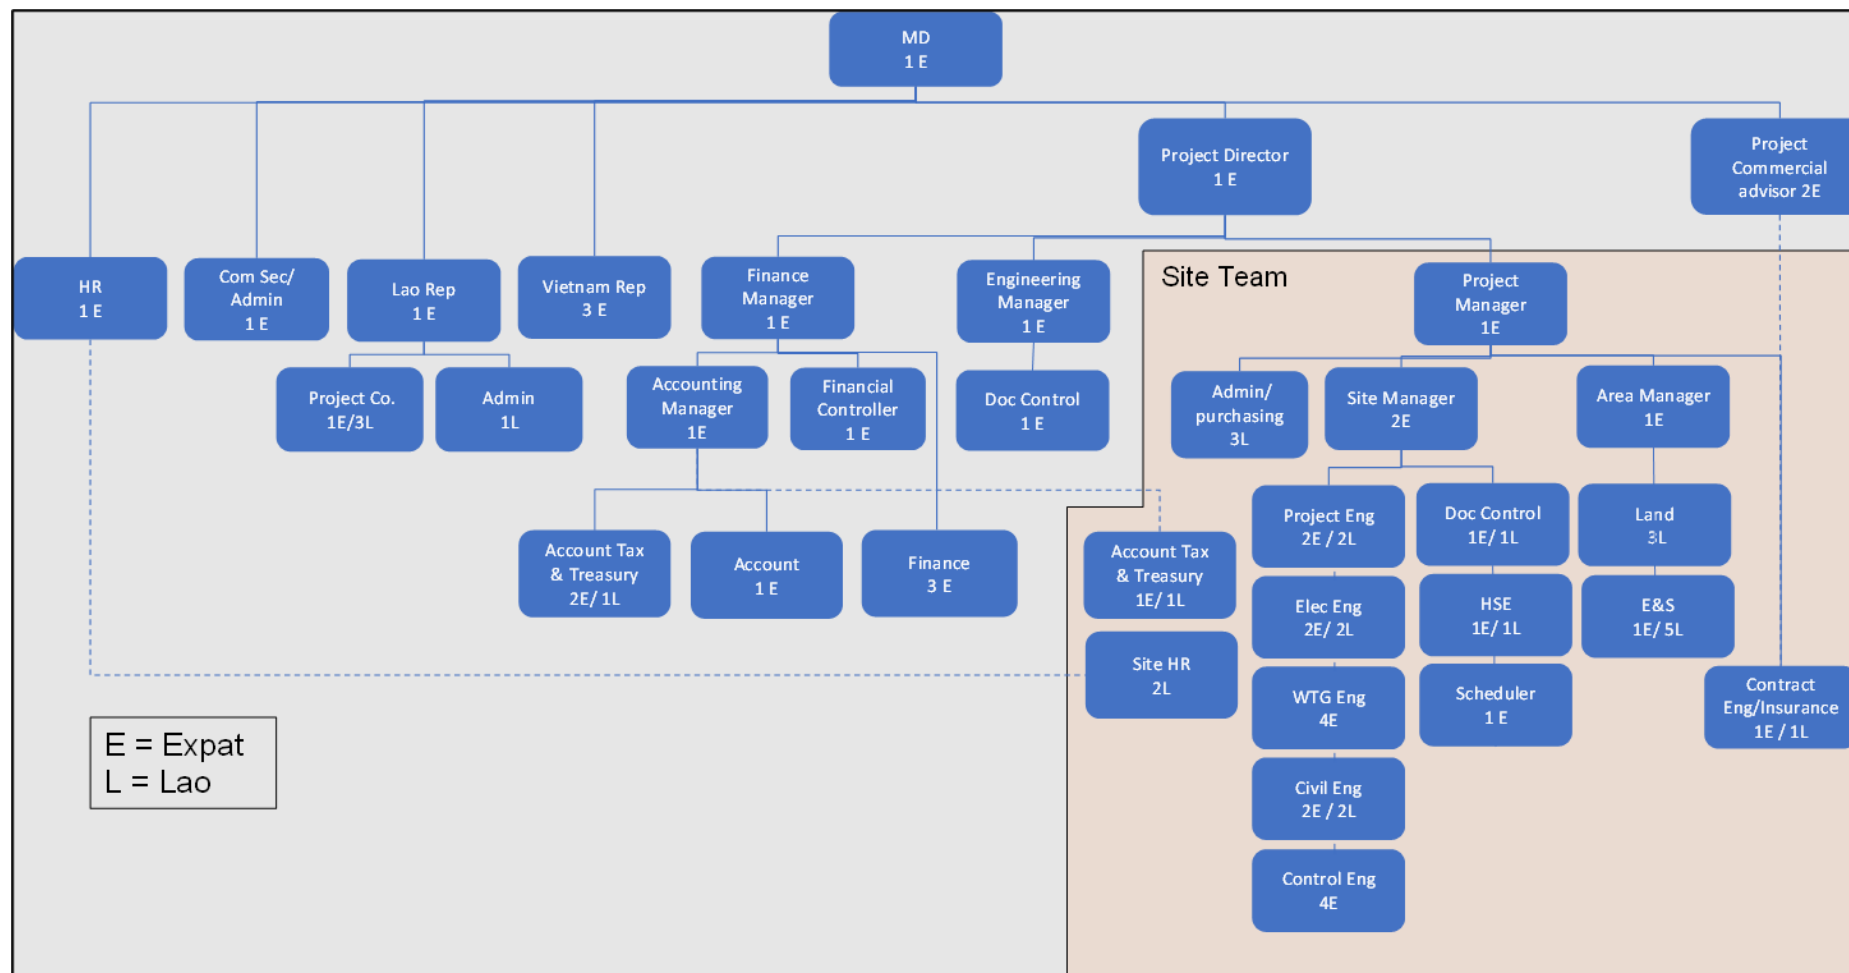 MD
1 E
Project Director
1 E
Project
Commercial
advisor 2E
HR
1 E
Com Sec/
Admin
1 E
Lao Rep
1 E
Vietnam Rep
3 E
Finance
Manager
1 E
Engineering
Manager
1 E
Site Team
Project
Manager
1E
Project Co.
1E/3L
Admin
1L
Accounting
Manager
1E
Financial
Controller
1 E
Doc Control
1 E
Admin/
purchasing
3L
Site Manager
2E
Area Manager
1E
Account Tax
& Treasury
2E/ 1L
Account
1 E
Finance
3 E
Account Tax
& Treasury
1E/ 1L
Site HR
2L
Project Eng
2E / 2L
Elec Eng
2E/ 2L
WTG Eng
4E
Civil Eng
2E / 2L
Control Eng
4E
Doc Control
1E/ 1L
HSE
1E/ 1L
Scheduler
1 E
Land
3L
E&S
1E/ 5L
Contract
Eng/Insurance
1E / 1L
E = Expat
L = Lao